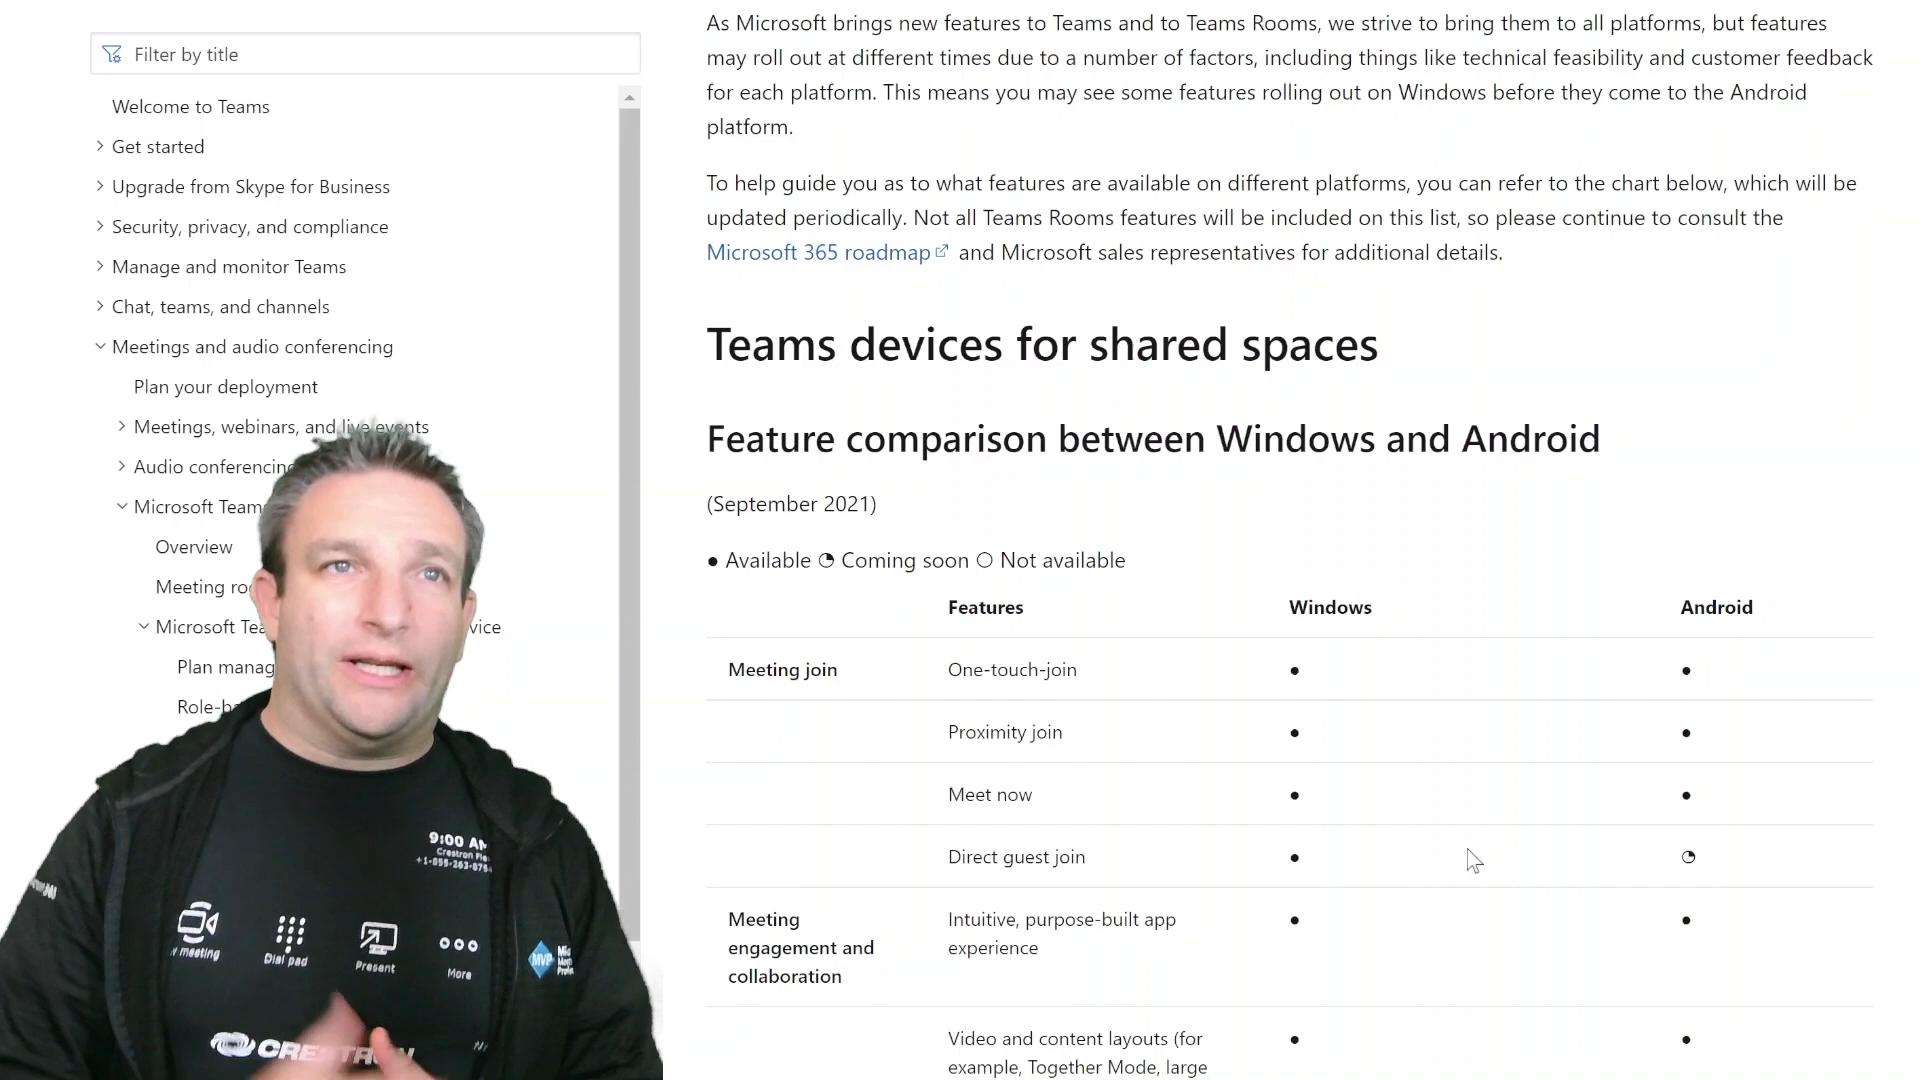 Filter by title
Welcome to Teams
Get started
Upgrade from Skype for Business
Security, privacy, and compliance
Manage and monitor Teams
Chat, teams, and channels
Meetings and audio conferencing
Plan your deployment
Meetings, webinars, and live events
Audio conferencing
Microsoft Team
Overview
Meeting
Microsoft
Plan
As Microsoft brings new features to Teams and to Teams Rooms, we strive to bring them to all platforms, but features
may roll out at different times due to a number of factors, including things like technical feasibility and customer feedback
for each platform. This means you may see some features rolling out on Windows before they come to the Android
platform.
To help guide you as to what features are available on different platforms, you can refer to the chart below, which will be
updated periodically. Not all Teams Rooms features will be included on this list, so please continue to consult the
Microsoft 365 roadmap and Microsoft sales representatives for additional details.
Teams devices for shared spaces
Feature comparison between Windows and Android
(September 2021)
● Available ◔ Coming soon ○ Not available
Features Windows Android
Meeting join One-touch-join ● ●
Proximity join ● ●
Meet now ● ●
Direct guest join ● ◔
Meeting
engagement and
collaboration
Intuitive, purpose-built app
experience ● ●
Video and content layouts (for
example, Together Mode, large ● ●
9:00 AM
Crestron
meeting
Dial pad
Present
More
MVP